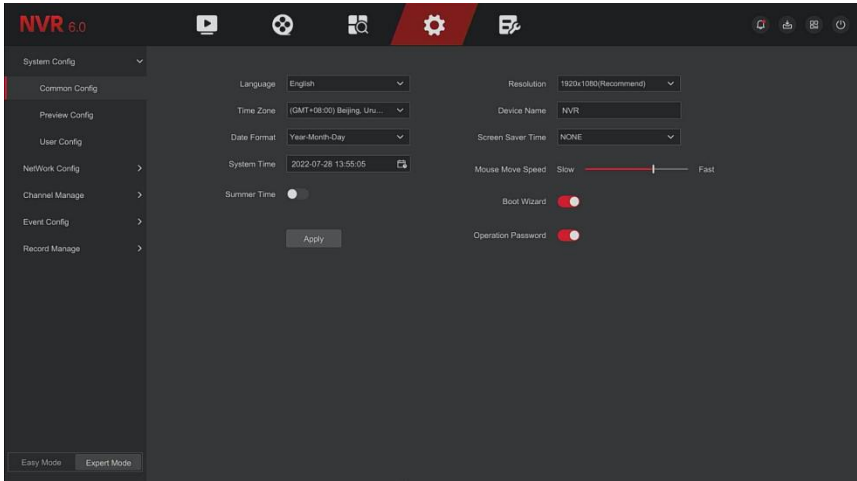 NVR 6.0
System Config
Common Config
Preview Config
User Config
NetWork Config
Channel Manage
Event Config
Record Manage
Easy Mode
Expert Mode
Language English
Time Zone (GMT+08:00) Beijing, Uru...
Date Format Year-Month-Day
System Time 2022-07-28 13:55:05
Summer Time
Apply
Resolution 1920x1080(Recommend)
Device Name NVR
Screen Saver Time NONE
Mouse Move Speed Slow Fast
Boot Wizard
Operation Password